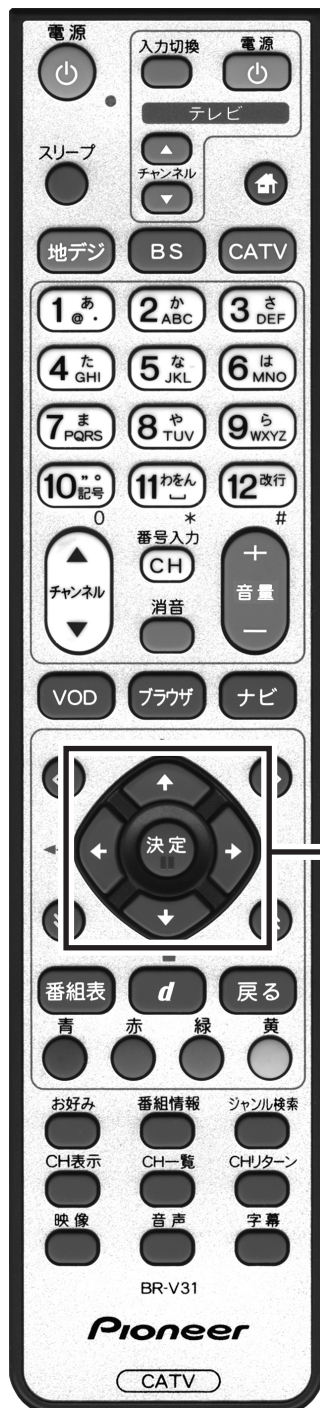 電源
入力切換
電源
テレビ
スリープ
チャンネル
地デジ BS CATV
1 あ @ .
2 か ABC
3 さ DEF
4 た GHI
5 な JKL
6 は MNO
7 ま PQRS
8 や TUV
9 ら WXYZ
10 ゛゜ 記号
11 わをん ␣
12 改行
0 * #
番号入力
CH
チャンネル
+
音量
−
消音
VOD ブラウザ ナビ
決定
番組表 d 戻る
青 赤 緑 黄
お好み 番組情報 ジャンル検索
CH表示 CH一覧 CHリターン
映像 音声 字幕
BR-V31
Pioneer
CATV